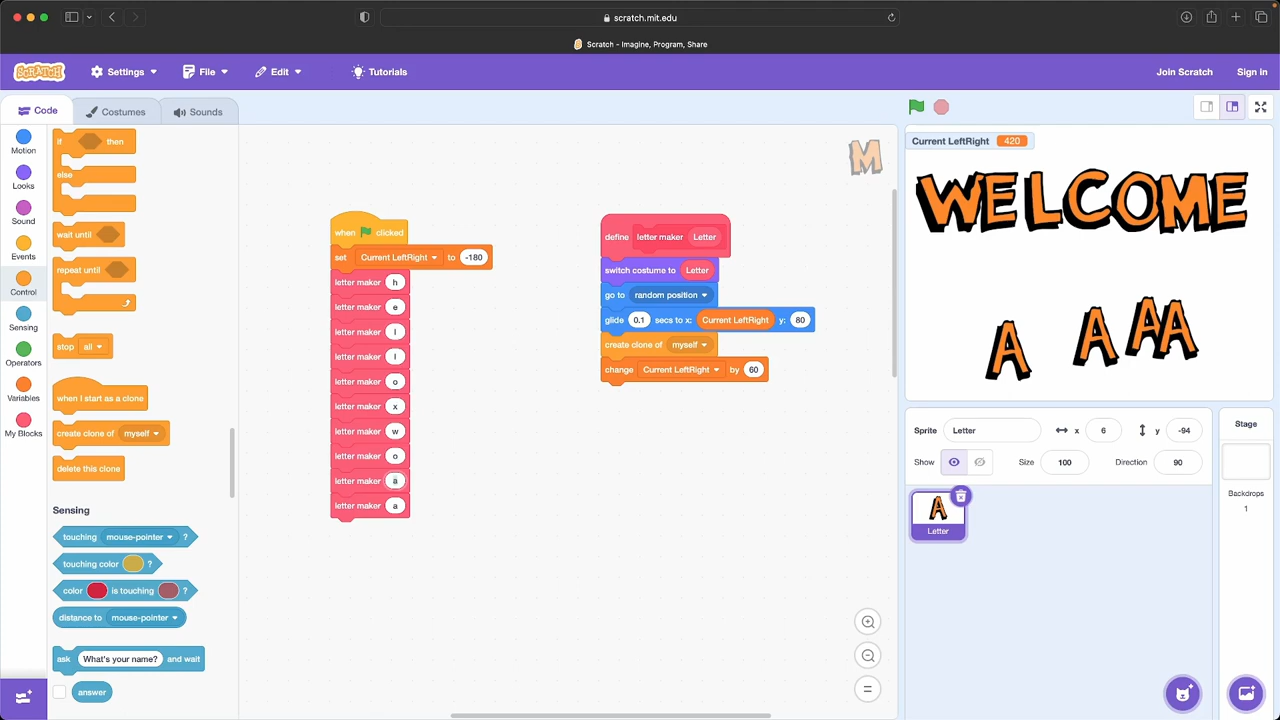 scratch.mit.edu
Scratch - Imagine, Program, Share
SCRATCH Settings File Edit Tutorials Join Scratch Sign in
Code Costumes Sounds
Motion
Looks
Sound
Events
Control
Sensing
Operators
Variables
My Blocks
if then
else
wait until
repeat until
stop all
when I start as a clone
create clone of myself
delete this clone
Sensing
touching mouse-pointer ?
touching color ?
color is touching ?
distance to mouse-pointer
ask What's your name? and wait
answer
when clicked
set Current LeftRight to -180
letter maker h
letter maker e
letter maker l
letter maker l
letter maker o
letter maker x
letter maker w
letter maker o
letter maker a
letter maker a
define letter maker Letter
switch costume to Letter
go to random position
glide 0.1 secs to x: Current LeftRight y: 80
create clone of myself
change Current LeftRight by 60
M
Current LeftRight 420
WELCOME
A A AA
Sprite Letter x 6 y -94
Show Size 100 Direction 90
A
Letter
Stage
Backdrops
1